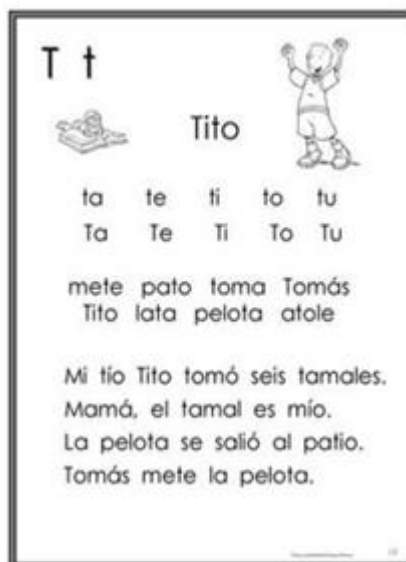 T t
Tito
ta te ti to tu
Ta Te Ti To Tu
mete pato toma Tomás
Tito lata pelota atole
Mi tío Tito tomó seis tamales.
Mamá, el tamal es mío.
La pelota se salió al patio.
Tomás mete la pelota.